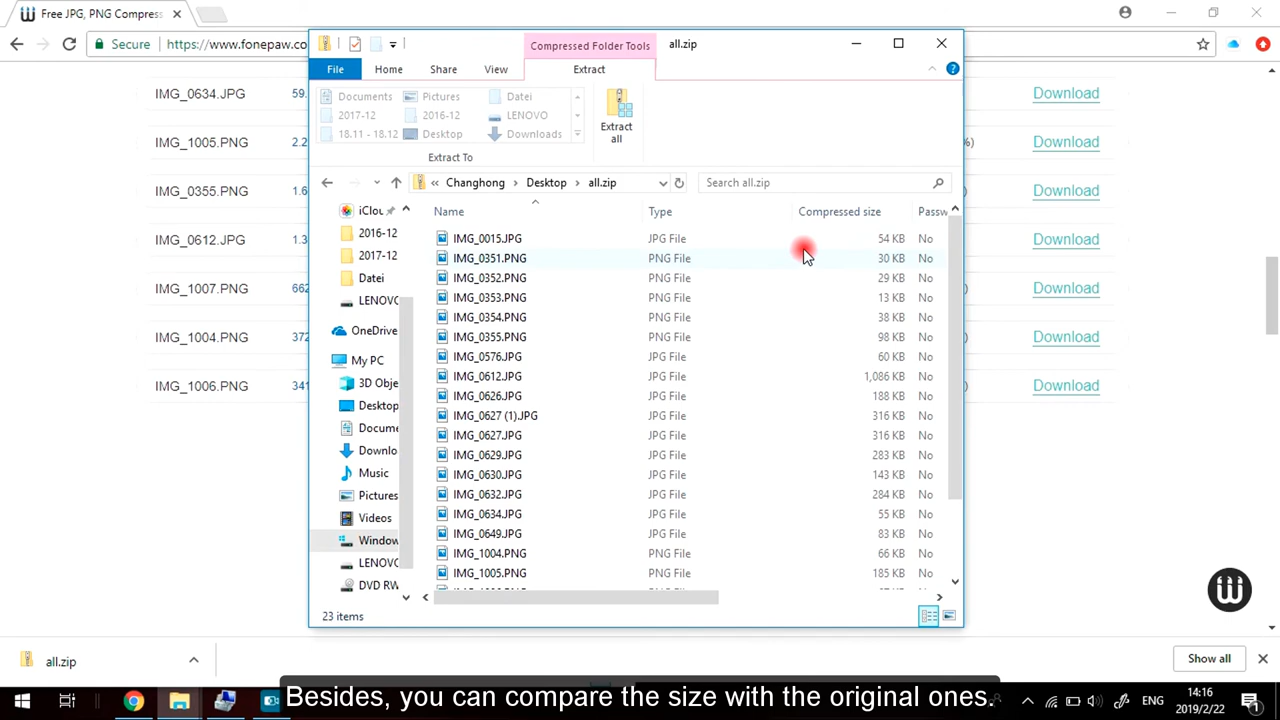 Free JPG, PNG Compress
Secure https://www.fonepaw.co
Compressed Folder Tools all.zip
File Home Share View Extract
Documents Pictures Datei
2017-12 2016-12 LENOVO
18.11 - 18.12 Desktop Downloads
Extract all
Extract To
« Changhong › Desktop › all.zip
Search all.zip
Name Type Compressed size Passw
IMG_0015.JPG JPG File 54 KB No
IMG_0351.PNG PNG File 30 KB No
IMG_0352.PNG PNG File 29 KB No
IMG_0353.PNG PNG File 13 KB No
IMG_0354.PNG PNG File 38 KB No
IMG_0355.PNG PNG File 98 KB No
IMG_0576.JPG JPG File 60 KB No
IMG_0612.JPG JPG File 1,086 KB No
IMG_0626.JPG JPG File 188 KB No
IMG_0627 (1).JPG JPG File 316 KB No
IMG_0627.JPG JPG File 316 KB No
IMG_0629.JPG JPG File 283 KB No
IMG_0630.JPG JPG File 143 KB No
IMG_0632.JPG JPG File 284 KB No
IMG_0634.JPG JPG File 55 KB No
IMG_0649.JPG JPG File 83 KB No
IMG_1004.PNG PNG File 66 KB No
IMG_1005.PNG PNG File 185 KB No
iClou
2016-12
2017-12
Datei
LENOVO
OneDrive
My PC
3D Obje
Desktop
Docume
Downlo
Music
Pictures
Videos
Window
LENOVO
DVD RW
23 items
IMG_0634.JPG 59. Download
IMG_1005.PNG 2.2 %) Download
IMG_0355.PNG 1.6 ) Download
IMG_0612.JPG 1.3 ) Download
IMG_1007.PNG 662 ) Download
IMG_1004.PNG 372 ) Download
IMG_1006.PNG 341 ) Download
all.zip
Show all
Besides, you can compare the size with the original ones.
ENG
14:16
2019/2/22